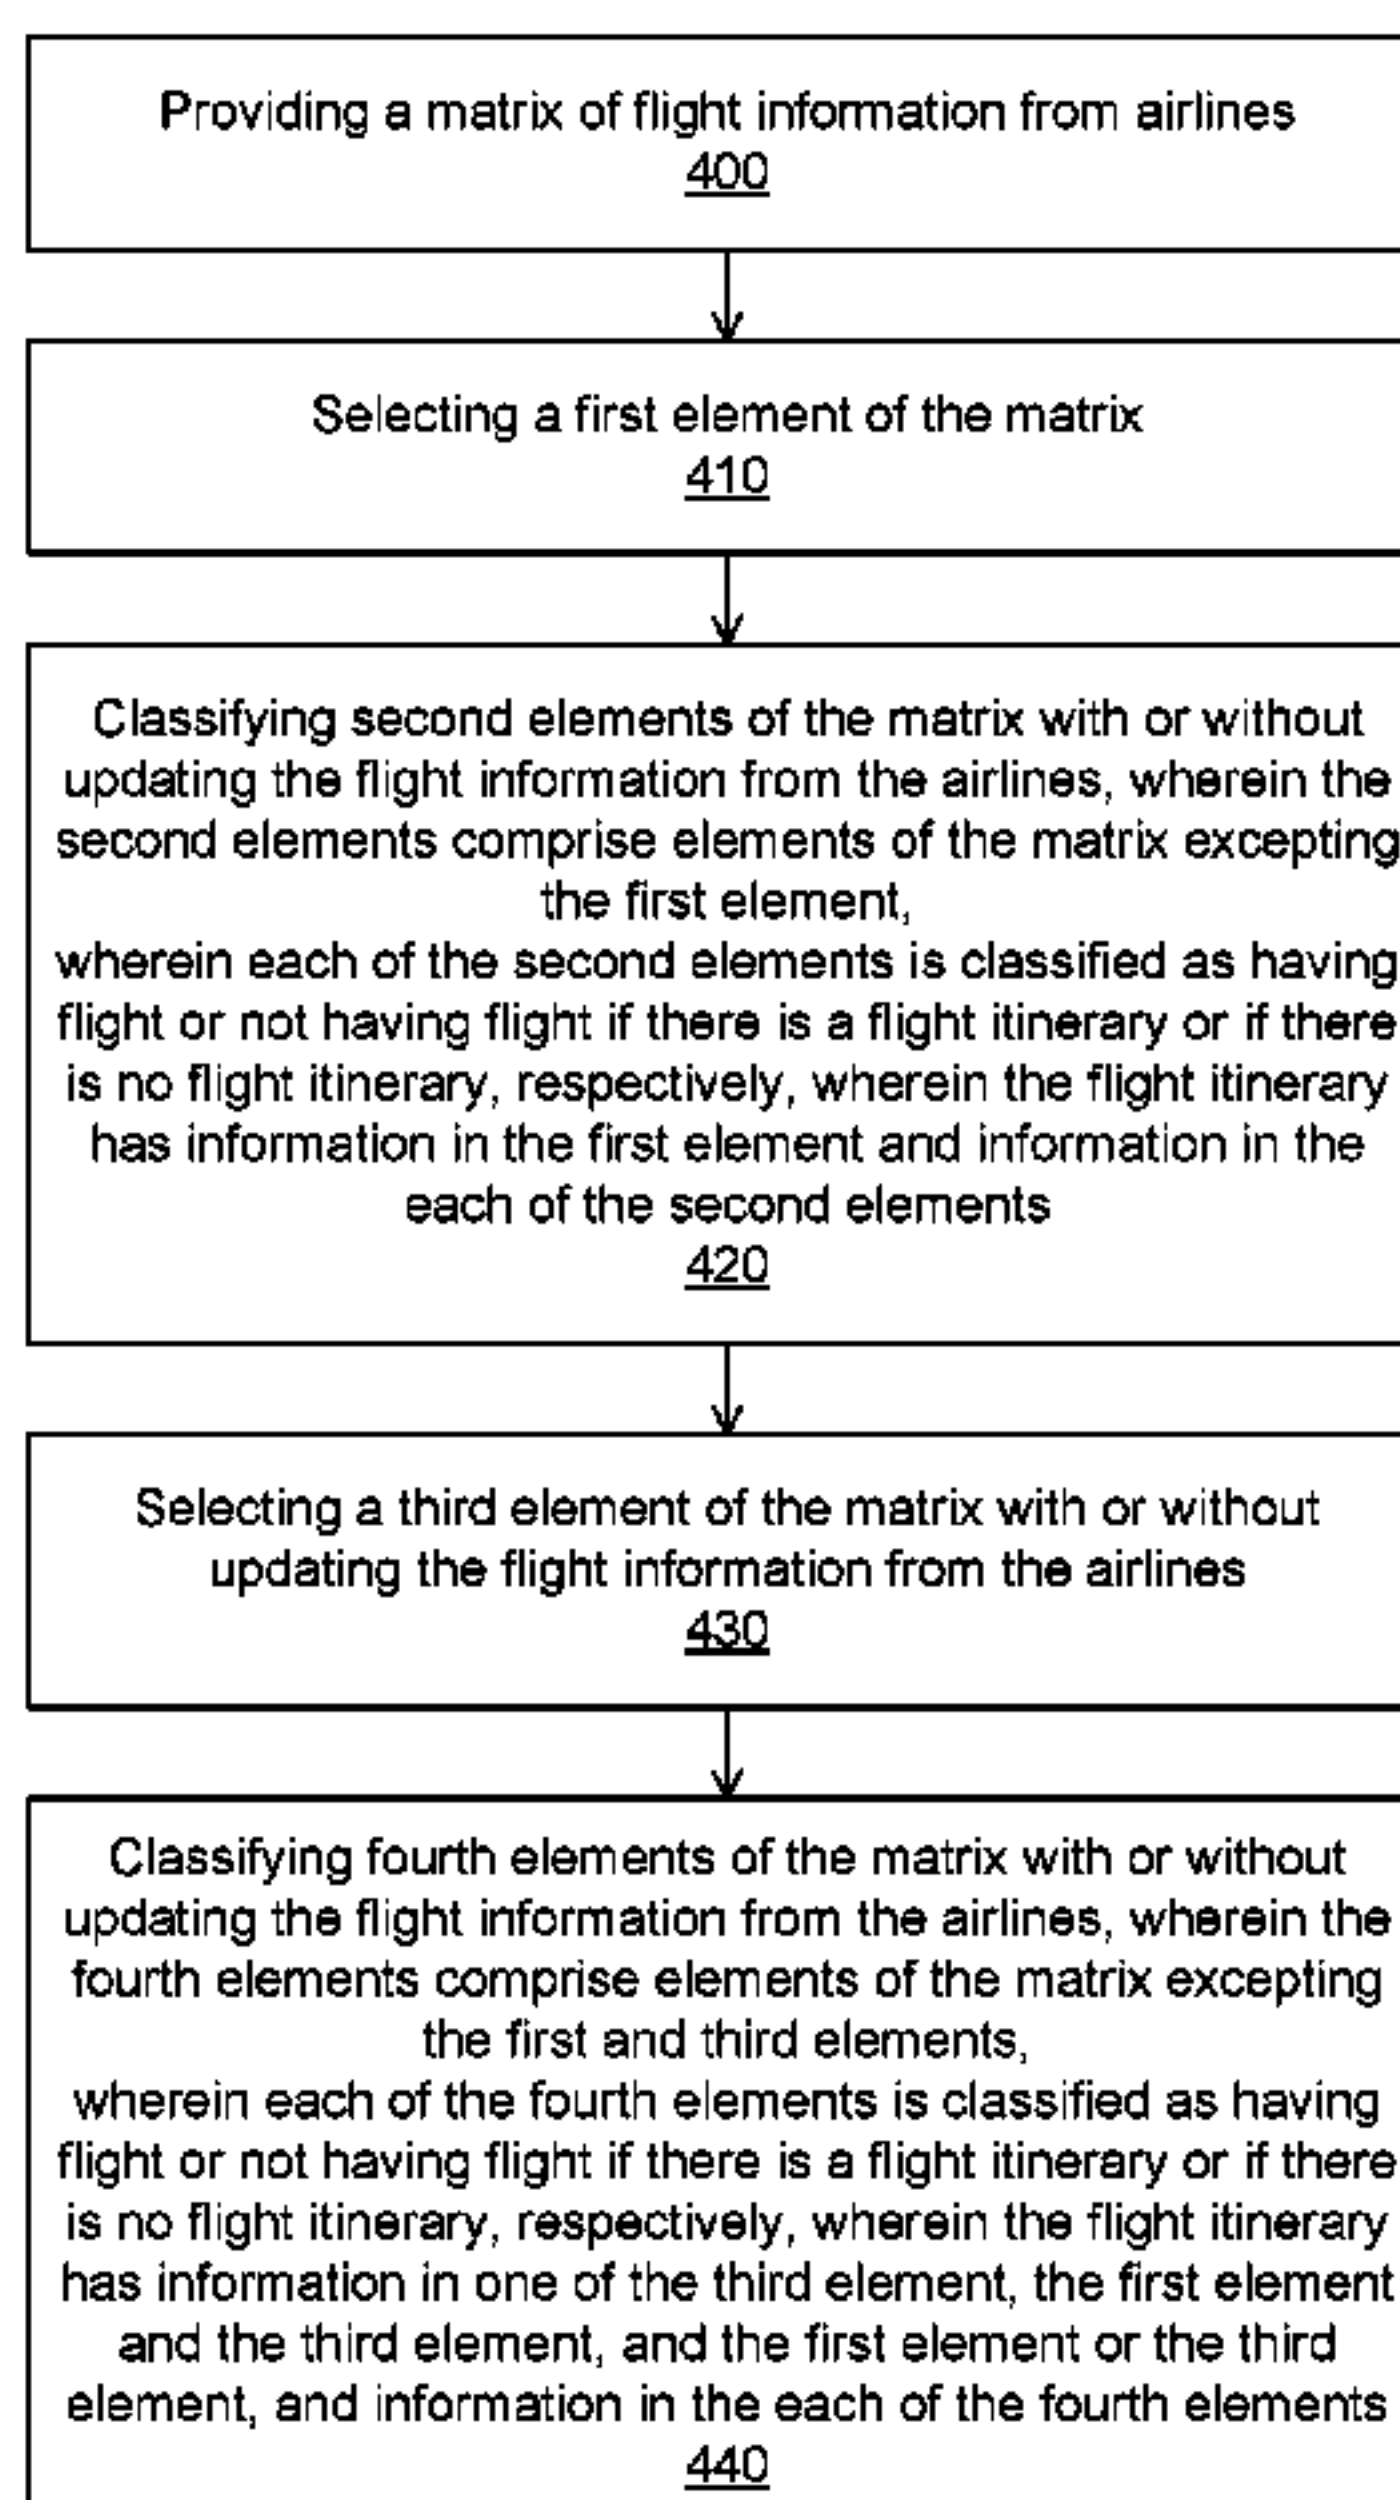 Providing a matrix of flight information from airlines
400
Selecting a first element of the matrix
410
Classifying second elements of the matrix with or without
updating the flight information from the airlines, wherein the
second elements comprise elements of the matrix excepting
the first element,
wherein each of the second elements is classified as having
flight or not having flight if there is a flight itinerary or if there
is no flight itinerary, respectively, wherein the flight itinerary
has information in the first element and information in the
each of the second elements
420
Selecting a third element of the matrix with or without
updating the flight information from the airlines
430
Classifying fourth elements of the matrix with or without
updating the flight information from the airlines, wherein the
fourth elements comprise elements of the matrix excepting
the first and third elements,
wherein each of the fourth elements is classified as having
flight or not having flight if there is a flight itinerary or if there
is no flight itinerary, respectively, wherein the flight itinerary
has information in one of the third element, the first element
and the third element, and the first element or the third
element, and information in the each of the fourth elements
440